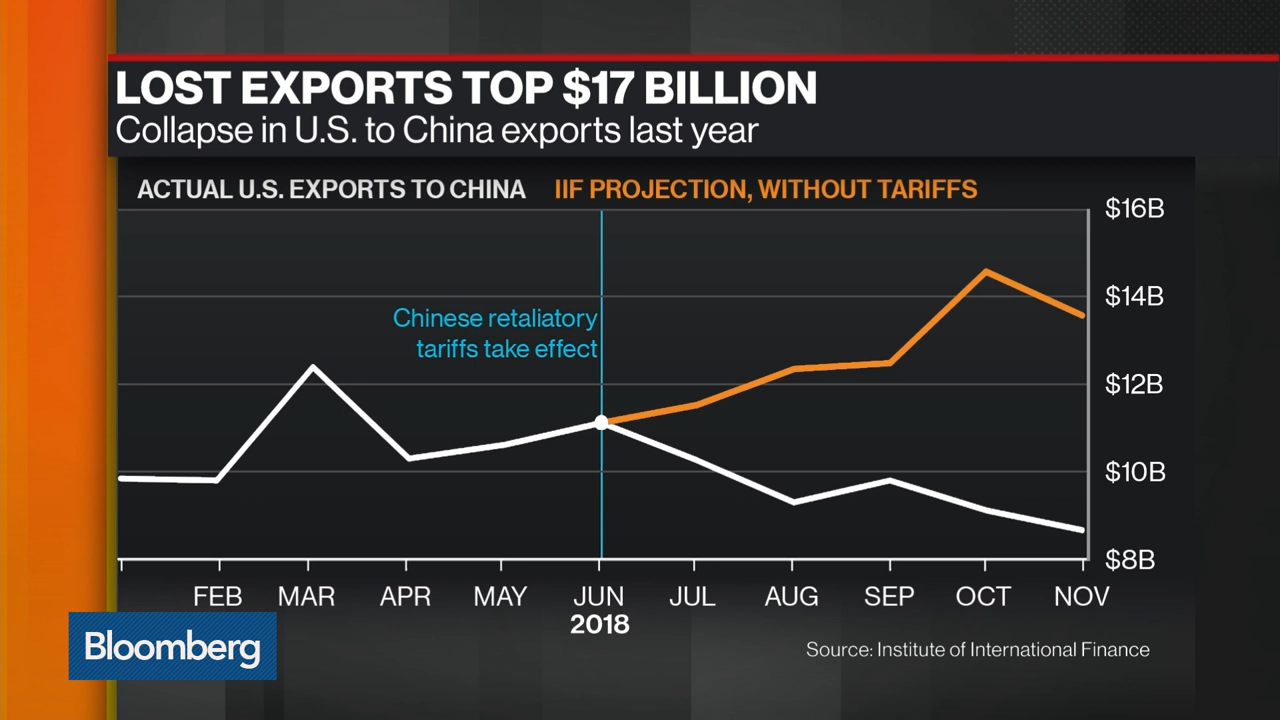 LOST EXPORTS TOP $17 BILLION
Collapse in U.S. to China exports last year
ACTUAL U.S. EXPORTS TO CHINA IIF PROJECTION, WITHOUT TARIFFS
$16B
$14B
Chinese retaliatory
tariffs take effect
$12B
$10B
$8B
FEB MAR APR MAY JUN JUL AUG SEP OCT NOV
2018
Bloomberg
Source: Institute of International Finance